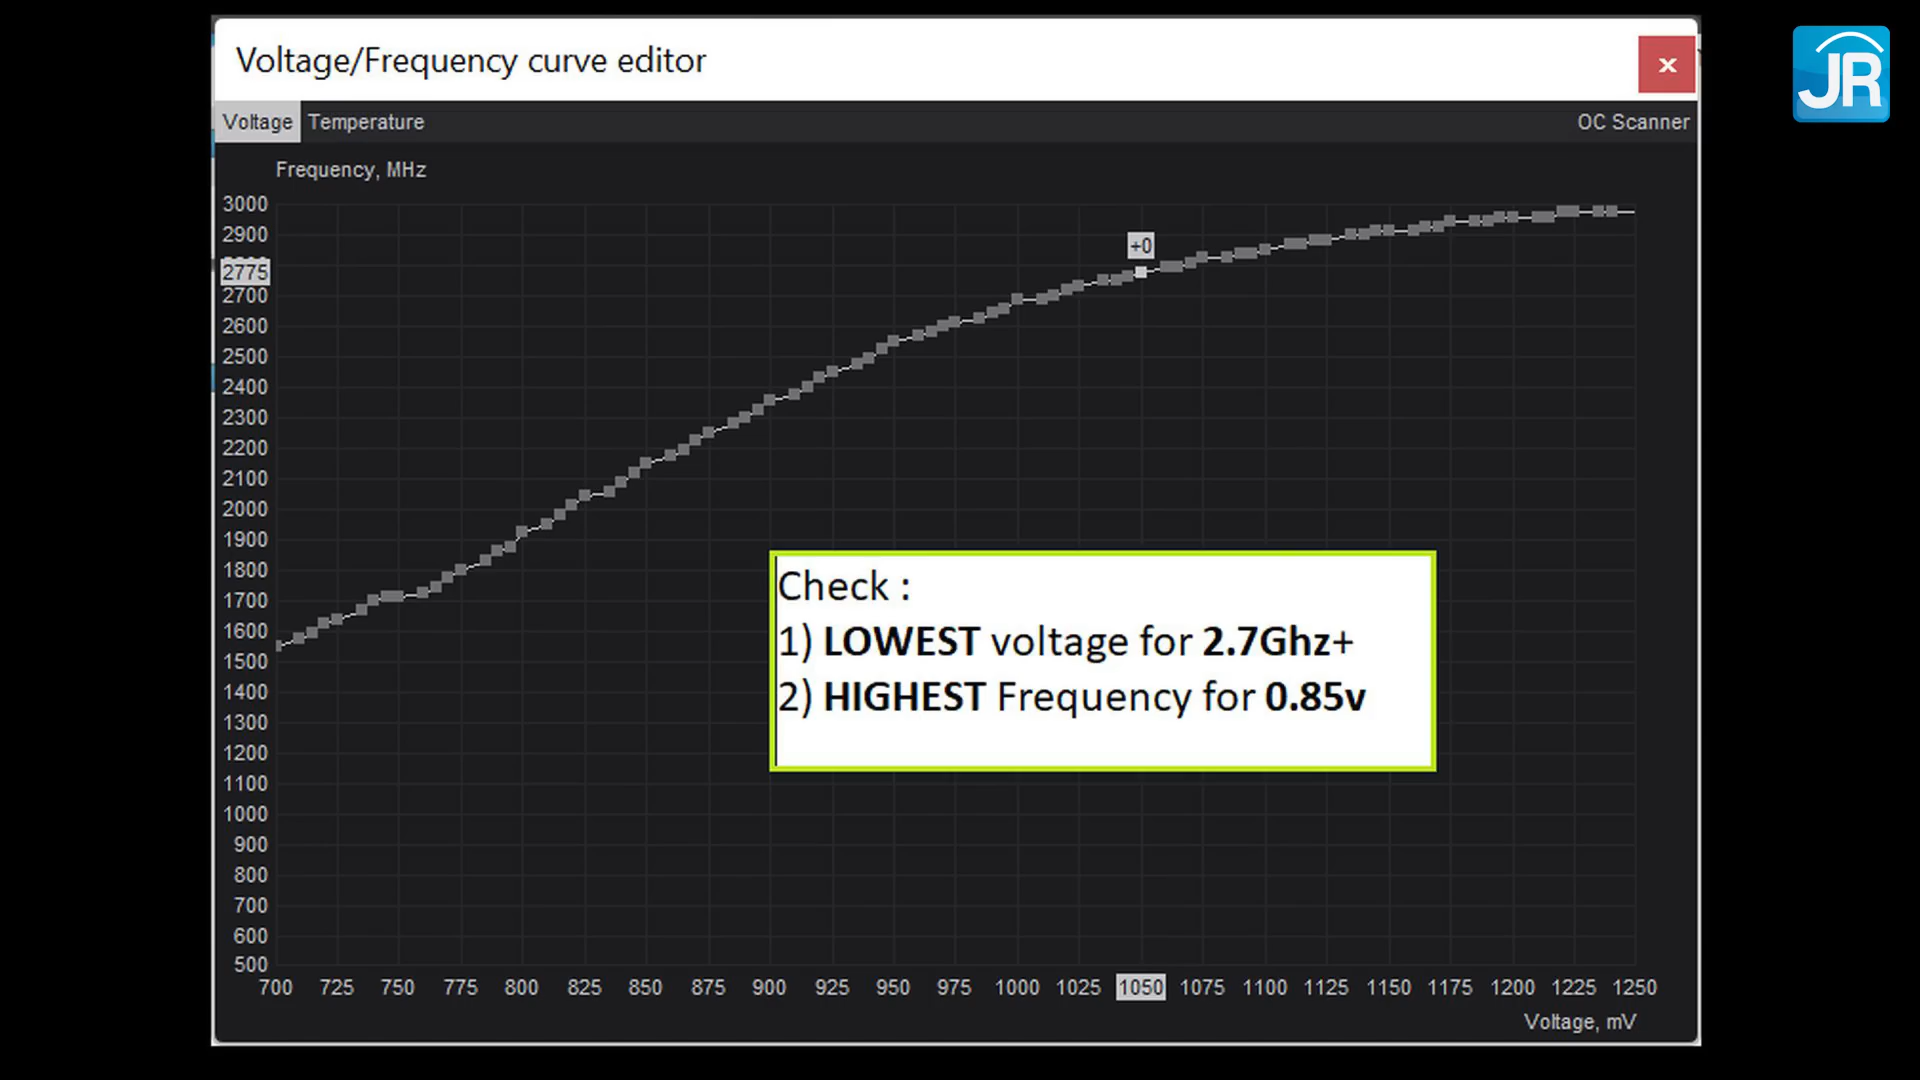 Voltage/Frequency curve editor
x
JR
Voltage Temperature OC Scanner
Frequency, MHz
3000
2900
2775
2700
2600
2500
2400
2300
2200
2100
2000
1900
1800
1700
1600
1500
1400
1300
1200
1100
1000
900
800
700
600
500
+0
Check :
1) LOWEST voltage for 2.7Ghz+
2) HIGHEST Frequency for 0.85v
700 725 750 775 800 825 850 875 900 925 950 975 1000 1025 1050 1075 1100 1125 1150 1175 1200 1225 1250
Voltage, mV